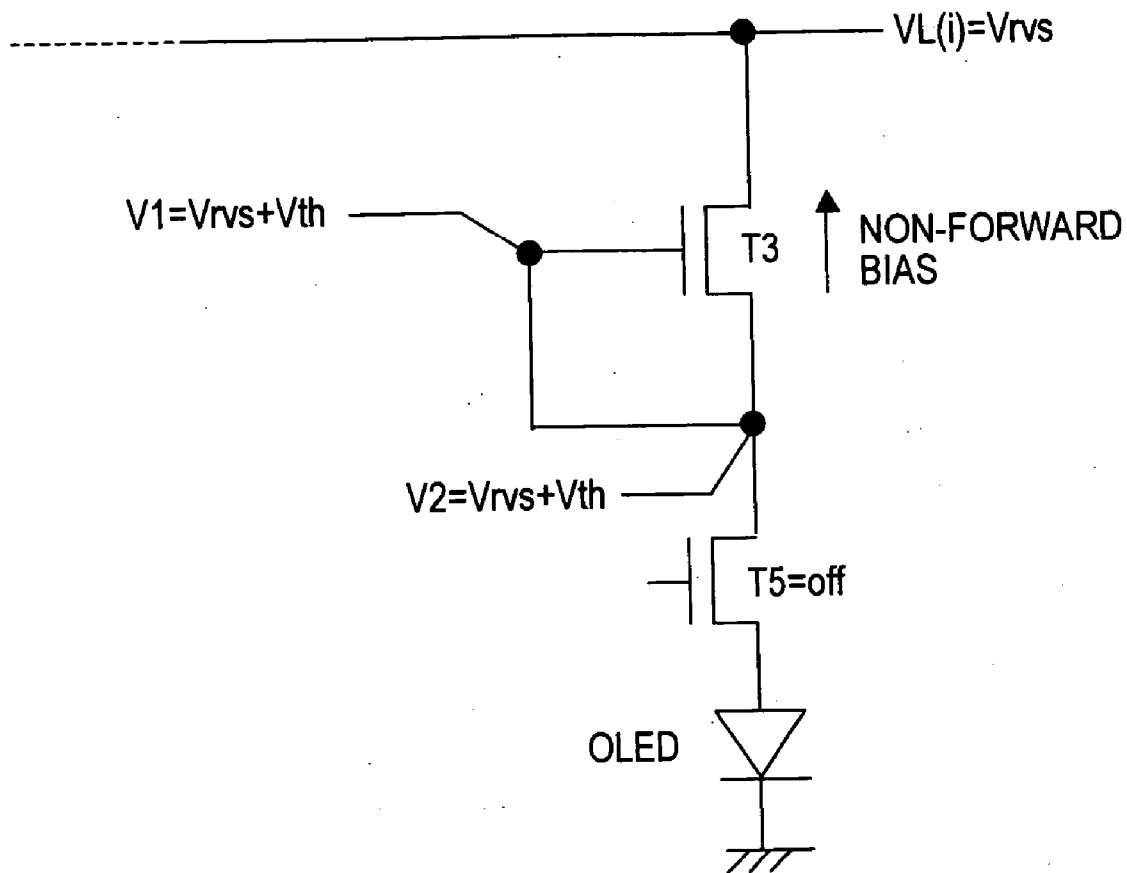 VL(i)=Vrvs
V1=Vrvs+Vth
T3
NON-FORWARD
BIAS
V2=Vrvs+Vth
T5=off
OLED